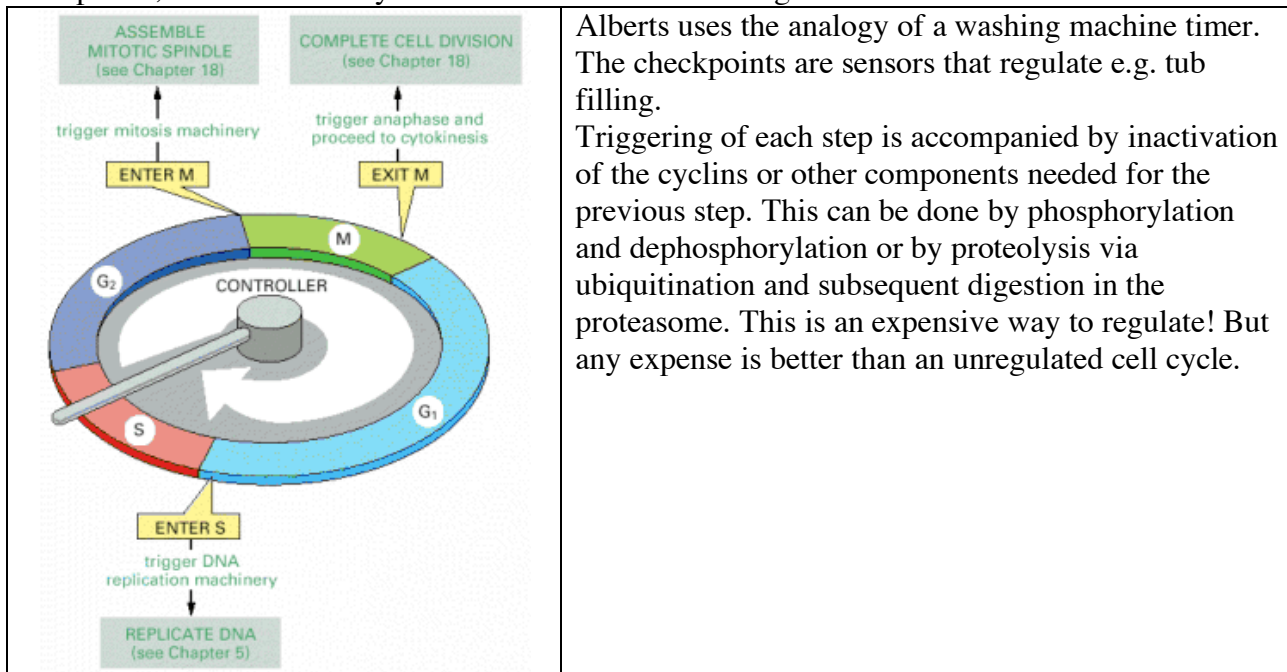 ASSEMBLE
MITOTIC SPINDLE
(see Chapter 18)
COMPLETE CELL DIVISION
(see Chapter 18)
trigger mitosis machinery
trigger anaphase and
proceed to cytokinesis
ENTER M
EXIT M
M
G₂
CONTROLLER
G₁
S
ENTER S
trigger DNA
replication machinery
REPLICATE DNA
(see Chapter 5)
Alberts uses the analogy of a washing machine timer.
The checkpoints are sensors that regulate e.g. tub
filling.
Triggering of each step is accompanied by inactivation
of the cyclins or other components needed for the
previous step. This can be done by phosphorylation
and dephosphorylation or by proteolysis via
ubiquitination and subsequent digestion in the
proteasome. This is an expensive way to regulate! But
any expense is better than an unregulated cell cycle.